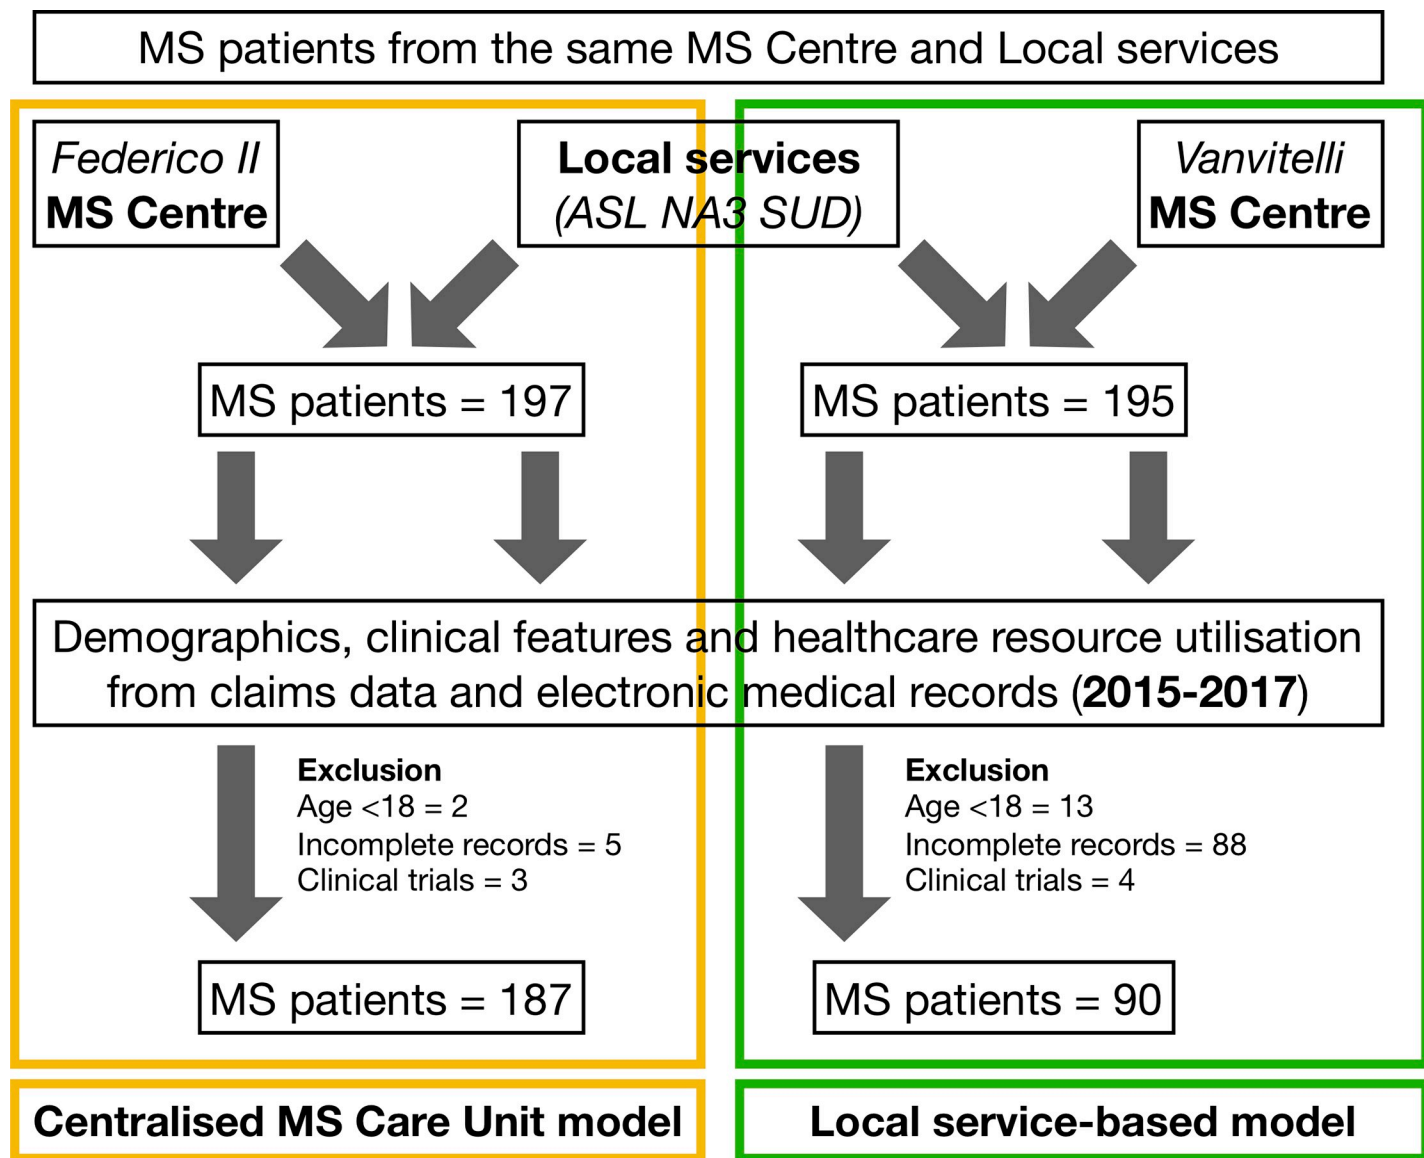 MS patients from the same MS Centre and Local services
Federico II
MS Centre
Local services
(ASL NA3 SUD)
Vanvitelli
MS Centre
MS patients = 197
MS patients = 195
Demographics, clinical features and healthcare resource utilisation
from claims data and electronic medical records (2015-2017)
Exclusion
Age <18 = 2
Incomplete records = 5
Clinical trials = 3
Exclusion
Age <18 = 13
Incomplete records = 88
Clinical trials = 4
MS patients = 187
MS patients = 90
Centralised MS Care Unit model
Local service-based model